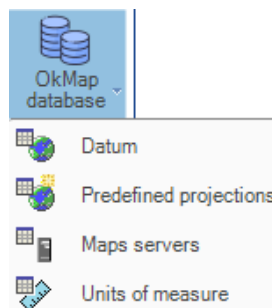 OkMap
database
Datum
Predefined projections
Maps servers
Units of measure